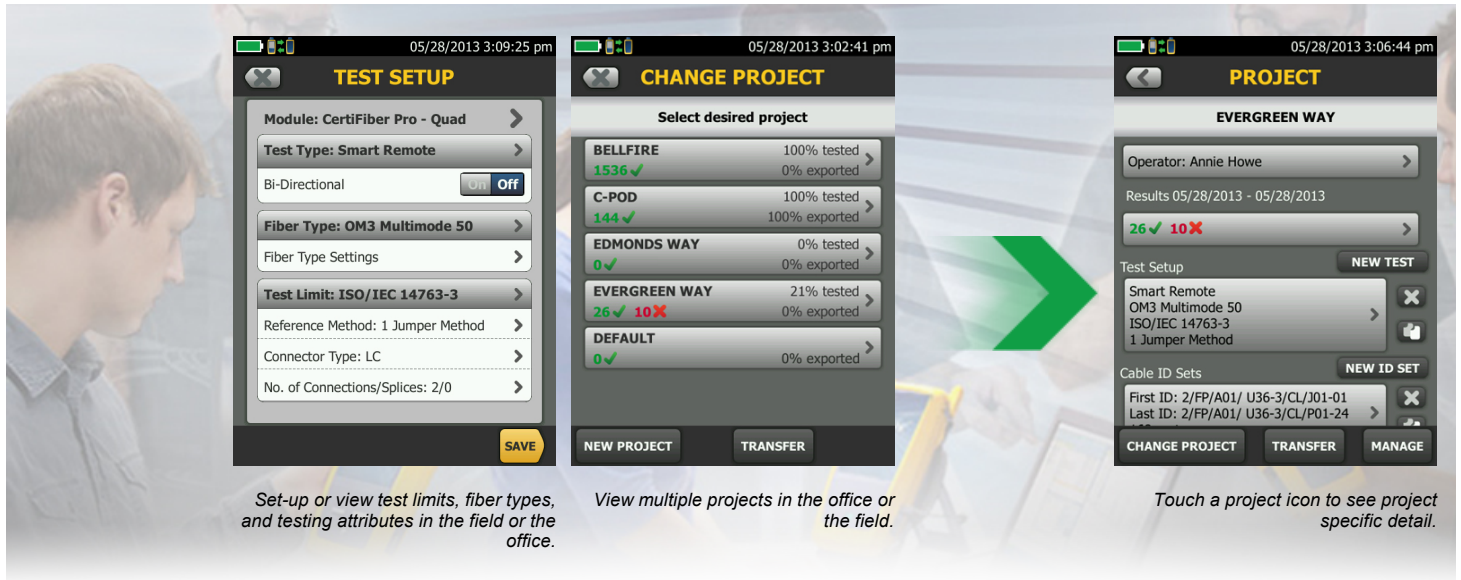 05/28/2013 3:09:25 pm
TEST SETUP
Module: CertiFiber Pro - Quad
Test Type: Smart Remote
Bi-Directional On Off
Fiber Type: OM3 Multimode 50
Fiber Type Settings
Test Limit: ISO/IEC 14763-3
Reference Method: 1 Jumper Method
Connector Type: LC
No. of Connections/Splices: 2/0
SAVE
Set-up or view test limits, fiber types,
and testing attributes in the field or the
office.
05/28/2013 3:02:41 pm
CHANGE PROJECT
Select desired project
BELLFIRE 100% tested
1536 0% exported
C-POD 100% tested
144 100% exported
EDMONDS WAY 0% tested
0 0% exported
EVERGREEN WAY 21% tested
26 10 0% exported
DEFAULT
0 0% exported
NEW PROJECT TRANSFER
View multiple projects in the office or
the field.
05/28/2013 3:06:44 pm
PROJECT
EVERGREEN WAY
Operator: Annie Howe
Results 05/28/2013 - 05/28/2013
26 10
Test Setup NEW TEST
Smart Remote
OM3 Multimode 50
ISO/IEC 14763-3
1 Jumper Method
Cable ID Sets NEW ID SET
First ID: 2/FP/A01/ U36-3/CL/J01-01
Last ID: 2/FP/A01/ U36-3/CL/P01-24
CHANGE PROJECT TRANSFER MANAGE
Touch a project icon to see project
specific detail.